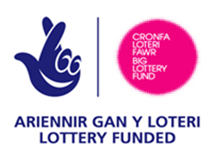 CRONFA
LOTERI
FAWR
BIG
LOTTERY
FUND
ARIENNIR GAN Y LOTERI
LOTTERY FUNDED